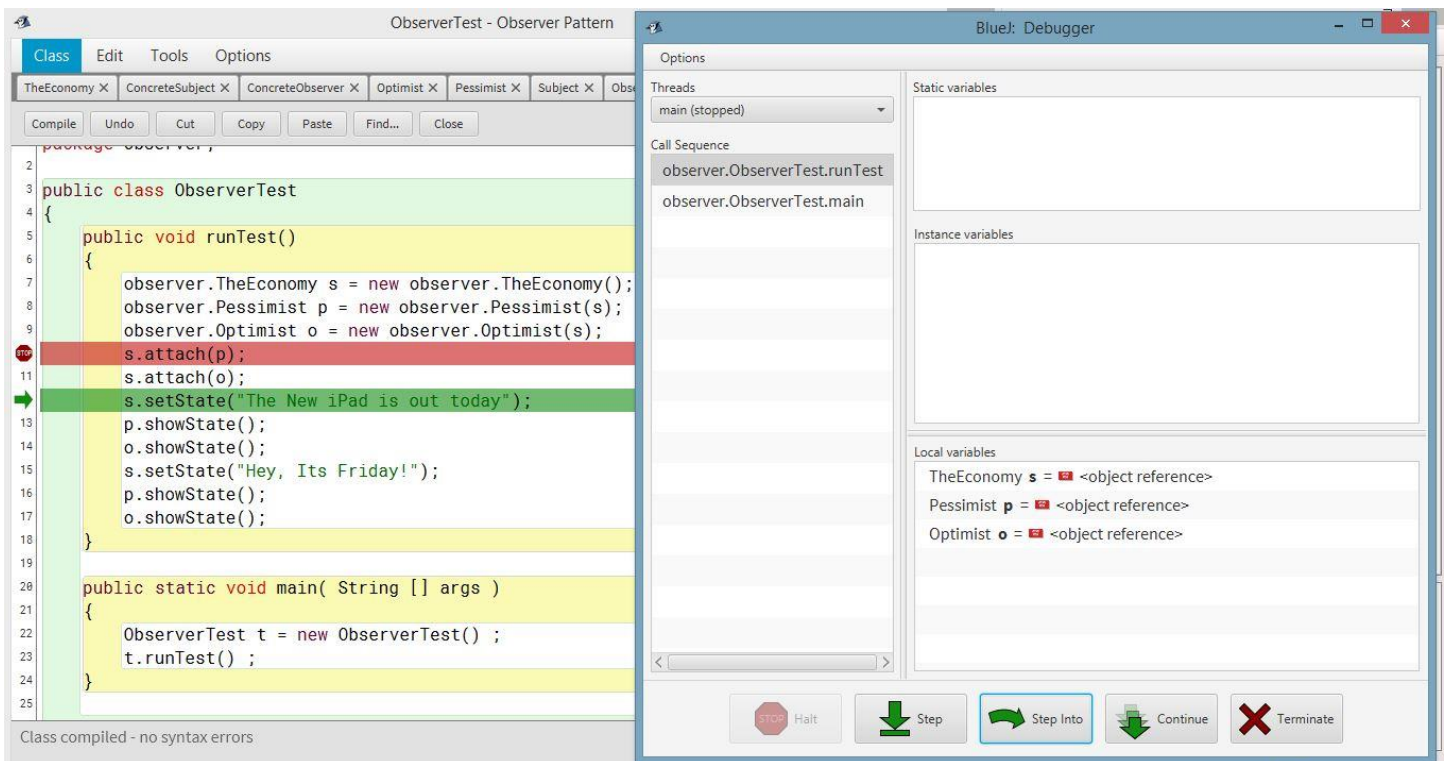 ObserverTest - Observer Pattern
Class Edit Tools Options
TheEconomy X ConcreteSubject X ConcreteObserver X Optimist X Pessimist X Subject X Obse
Compile Undo Cut Copy Paste Find... Close
package observer;
2
3 public class ObserverTest
4 {
5 public void runTest()
6 {
7 observer.TheEconomy s = new observer.TheEconomy();
8 observer.Pessimist p = new observer.Pessimist(s);
9 observer.Optimist o = new observer.Optimist(s);
STOP s.attach(p);
11 s.attach(o);
s.setState("The New iPad is out today");
13 p.showState();
14 o.showState();
15 s.setState("Hey, Its Friday!");
16 p.showState();
17 o.showState();
18 }
19
20 public static void main( String [] args )
21 {
22 ObserverTest t = new ObserverTest() ;
23 t.runTest() ;
24 }
25
Class compiled - no syntax errors
BlueJ: Debugger
Options
Threads
main (stopped)
Call Sequence
observer.ObserverTest.runTest
observer.ObserverTest.main
Static variables
Instance variables
Local variables
TheEconomy s = <object reference>
Pessimist p = <object reference>
Optimist o = <object reference>
STOP Halt Step Step Into Continue Terminate